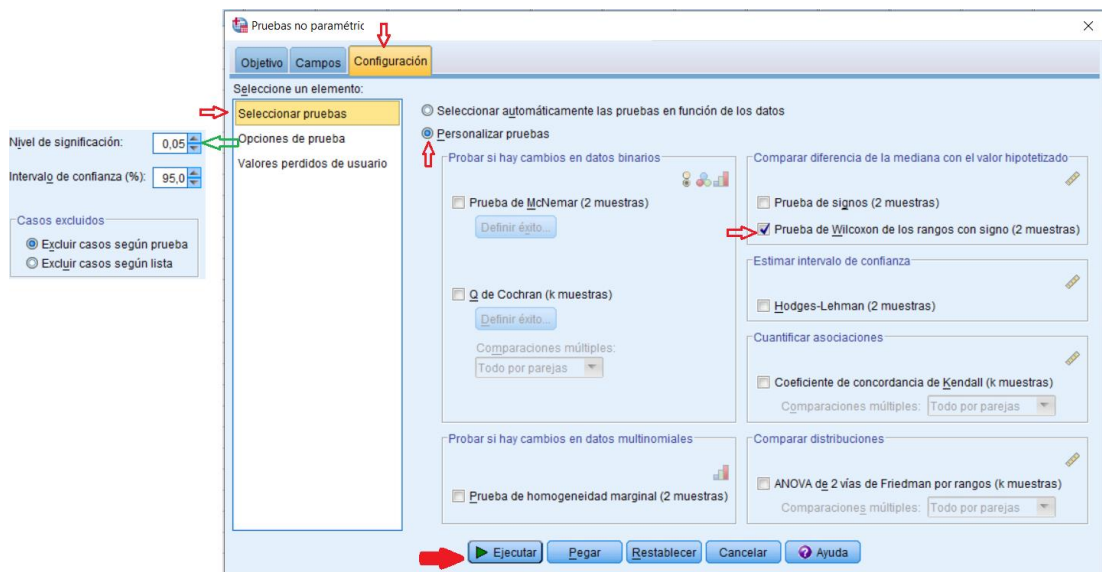 Pruebas no paramétric
Objetivo Campos Configuración
Seleccione un elemento:
Seleccionar pruebas
Opciones de prueba
Valores perdidos de usuario
Nivel de significación: 0,05
Intervalo de confianza (%): 95,0
Casos excluidos
Excluir casos según prueba
Excluir casos según lista
Seleccionar automáticamente las pruebas en función de los datos
Personalizar pruebas
Probar si hay cambios en datos binarios
Prueba de McNemar (2 muestras)
Definir éxito...
Q de Cochran (k muestras)
Definir éxito...
Comparaciones múltiples:
Todo por parejas
Probar si hay cambios en datos multinomiales
Prueba de homogeneidad marginal (2 muestras)
Comparar diferencia de la mediana con el valor hipotetizado
Prueba de signos (2 muestras)
Prueba de Wilcoxon de los rangos con signo (2 muestras)
Estimar intervalo de confianza
Hodges-Lehman (2 muestras)
Cuantificar asociaciones
Coeficiente de concordancia de Kendall (k muestras)
Comparaciones múltiples: Todo por parejas
Comparar distribuciones
ANOVA de 2 vías de Friedman por rangos (k muestras)
Comparaciones múltiples: Todo por parejas
Ejecutar Pegar Restablecer Cancelar Ayuda